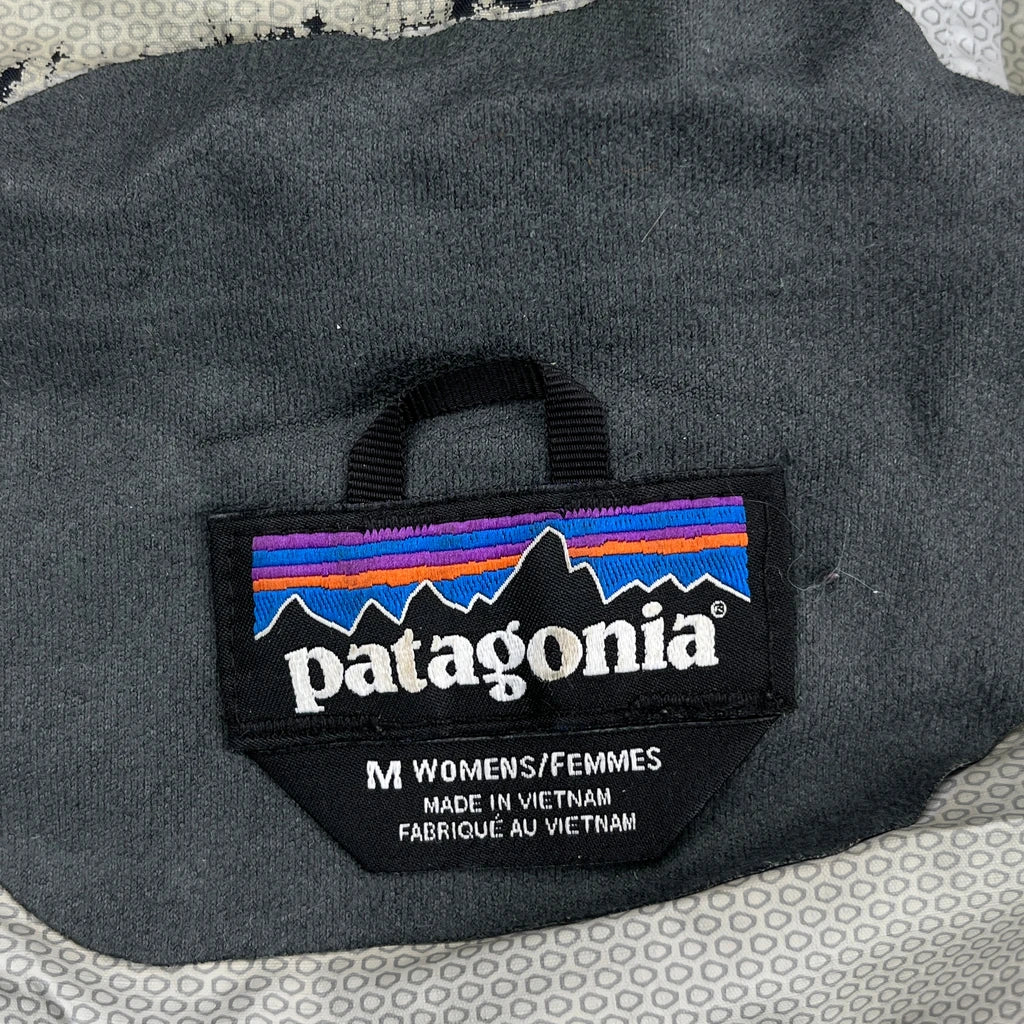 patagonia®
M WOMENS/FEMMES
MADE IN VIETNAM
FABRIQUÉ AU VIETNAM